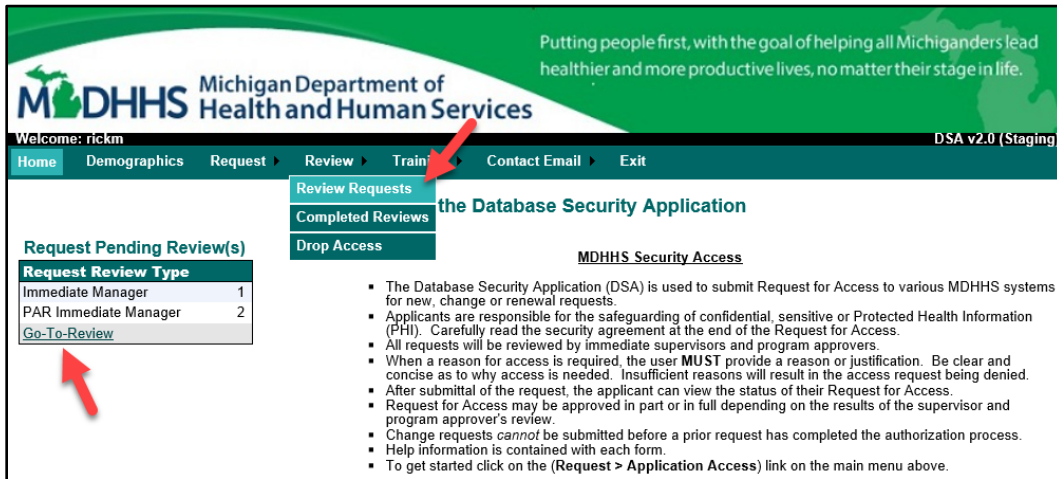 Putting people first, with the goal of helping all Michiganders lead
healthier and more productive lives, no matter their stage in life.
MDHHS Michigan Department of
Health and Human Services
Welcome: rickm DSA v2.0 (Staging)
Home Demographics Request Review Contact Email Exit
Review Requests
Completed Reviews
Drop Access
the Database Security Application
Request Pending Review(s)
Request Review Type
Immediate Manager 1
PAR Immediate Manager 2
Go-To-Review
MDHHS Security Access
▪ The Database Security Application (DSA) is used to submit Request for Access to various MDHHS systems
for new, change or renewal requests.
▪ Applicants are responsible for the safeguarding of confidential, sensitive or Protected Health Information
(PHI). Carefully read the security agreement at the end of the Request for Access.
▪ All requests will be reviewed by immediate supervisors and program approvers.
▪ When a reason for access is required, the user MUST provide a reason or justification. Be clear and
concise as to why access is needed. Insufficient reasons will result in the access request being denied.
▪ After submittal of the request, the applicant can view the status of their Request for Access.
▪ Request for Access may be approved in part or in full depending on the results of the supervisor and
program approver's review.
▪ Change requests cannot be submitted before a prior request has completed the authorization process.
▪ Help information is contained with each form.
▪ To get started click on the (Request > Application Access) link on the main menu above.